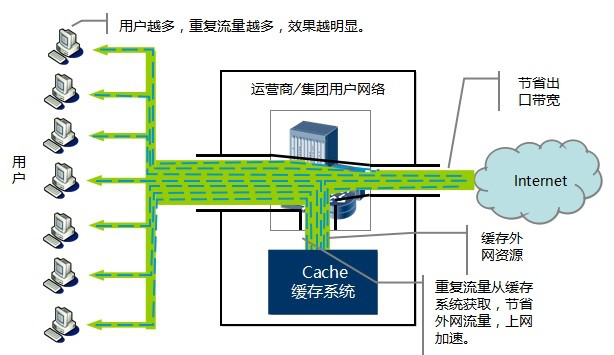 用户越多，重复流量越多，效果越明显。
运营商/集团用户网络
节省出
口带宽
用
户
Internet
缓存外
网资源
Cache
缓存系统
重复流量从缓存
系统获取，节省
外网流量，上网
加速。